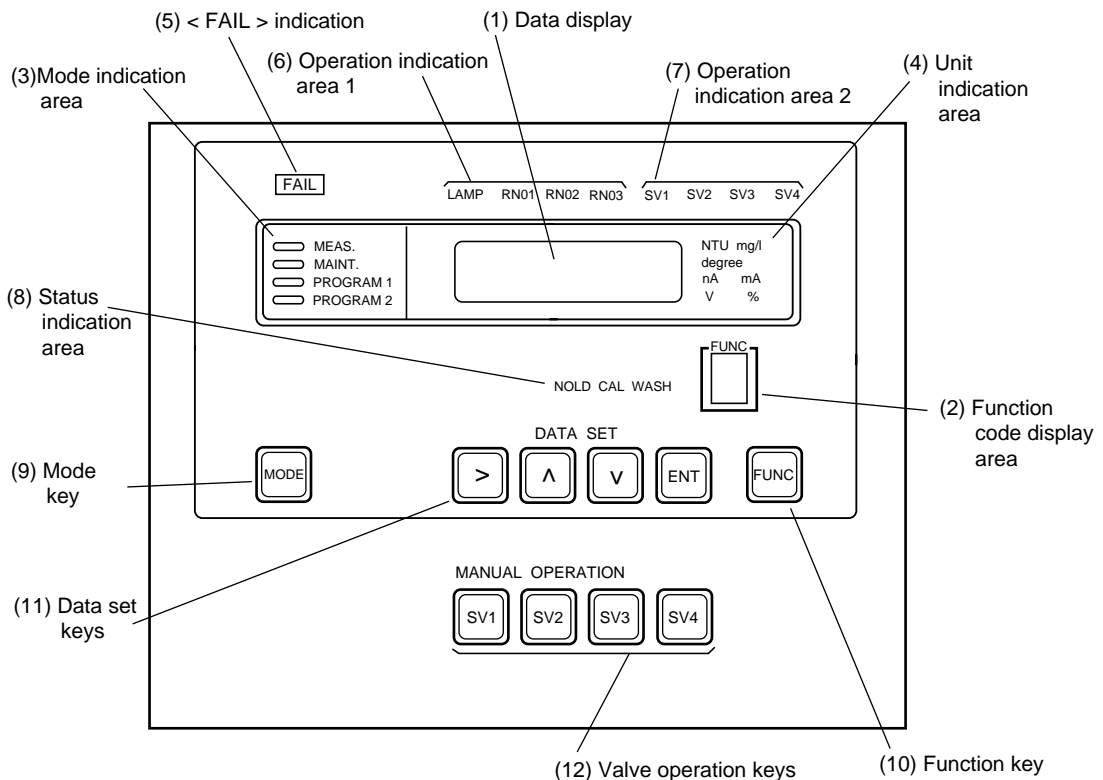 (5) < FAIL > indication
(1) Data display
(6) Operation indication
area 1
(7) Operation
indication area 2
(4) Unit
indication
area
(3)Mode indication
area
FAIL
LAMP RN01 RN02 RN03 SV1 SV2 SV3 SV4
MEAS.
MAINT.
PROGRAM 1
PROGRAM 2
NTU mg/l
degree
nA mA
V %
(8) Status
indication
area
FUNC
NOLD CAL WASH
(2) Function
code display
area
DATA SET
MODE > ∧ ∨ ENT FUNC
(9) Mode
key
MANUAL OPERATION
SV1 SV2 SV3 SV4
(11) Data set
keys
(12) Valve operation keys
(10) Function key